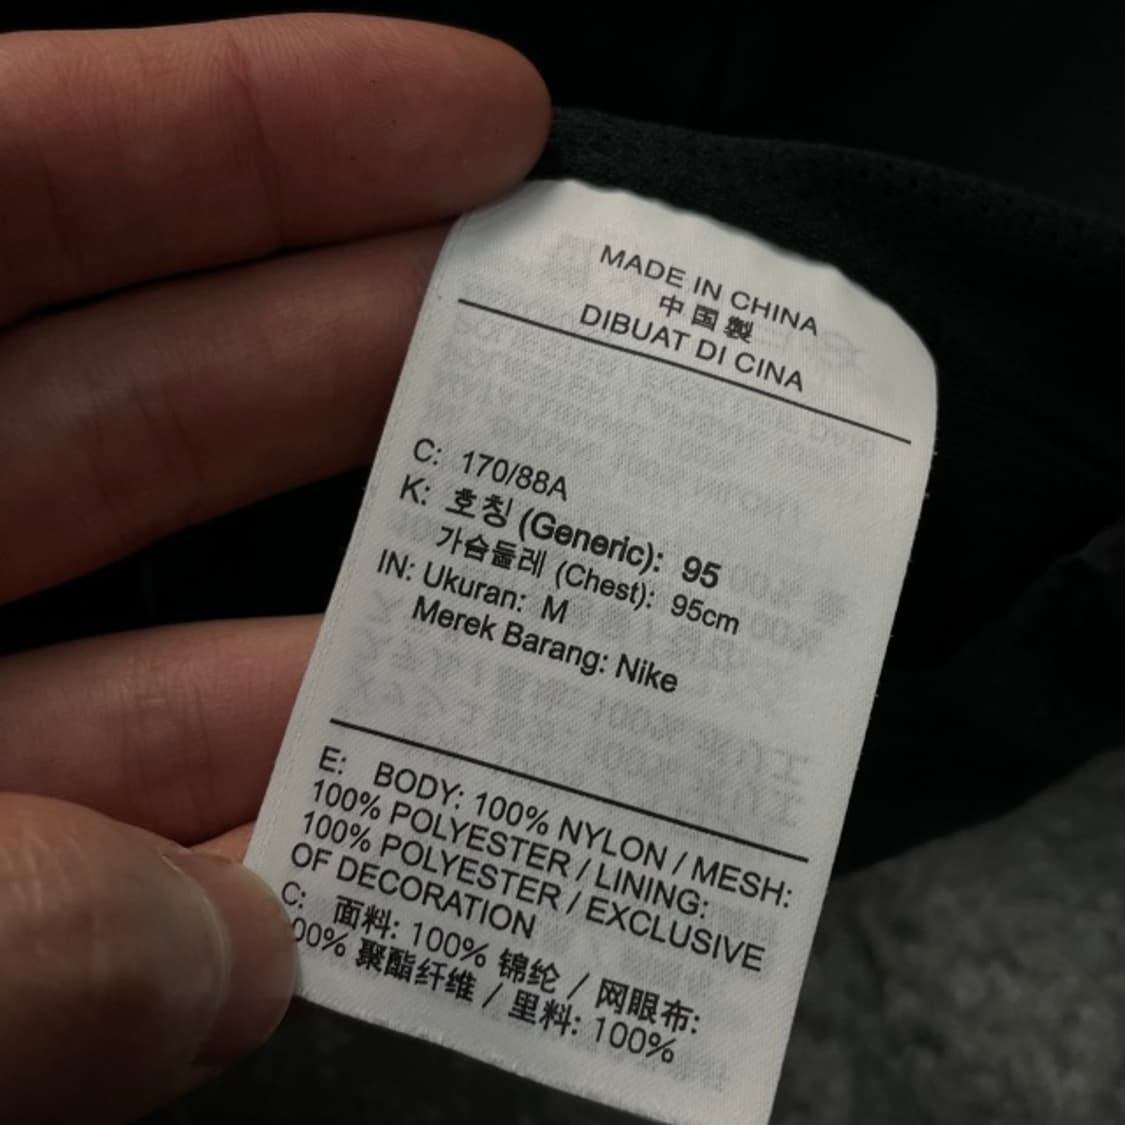 MADE IN CHINA
中国製
DIBUAT DI CINA
C: 170/88A
K: 호칭 (Generic): 95
가슴둘레 (Chest): 95cm
IN: Ukuran: M
Merek Barang: Nike
E: BODY: 100% NYLON / MESH:
100% POLYESTER / LINING:
100% POLYESTER / EXCLUSIVE
OF DECORATION
C: 面料: 100% 锦纶 / 网眼布:
00% 聚酯纤维 / 里料: 100%